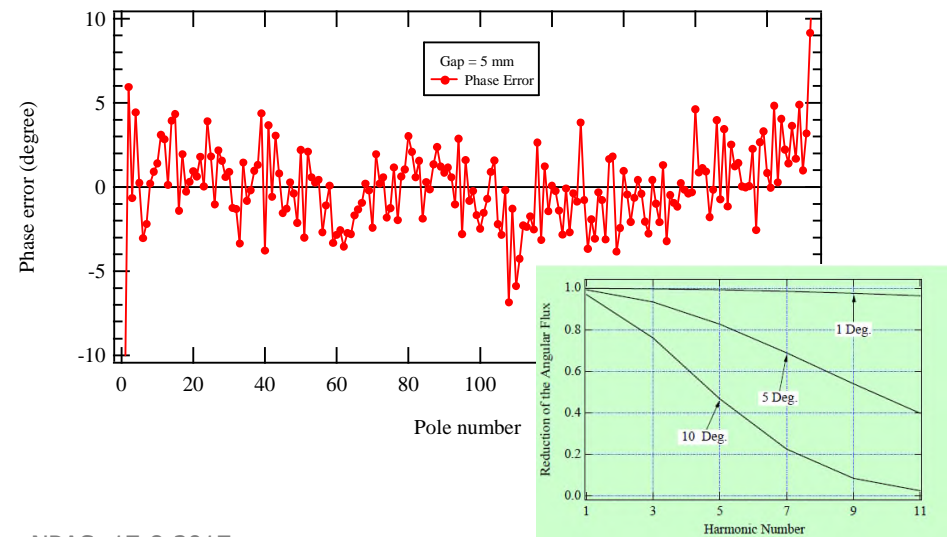 10
5
0
-5
-10
Phase error (degree)
Gap = 5 mm
Phase Error
0 20 40 60 80 100
Pole number
1.0
0.8
0.6
0.4
0.2
0.0
Reduction of the Angular Flux
1 Deg.
5 Deg.
10 Deg.
1 3 5 7 9 11
Harmonic Number